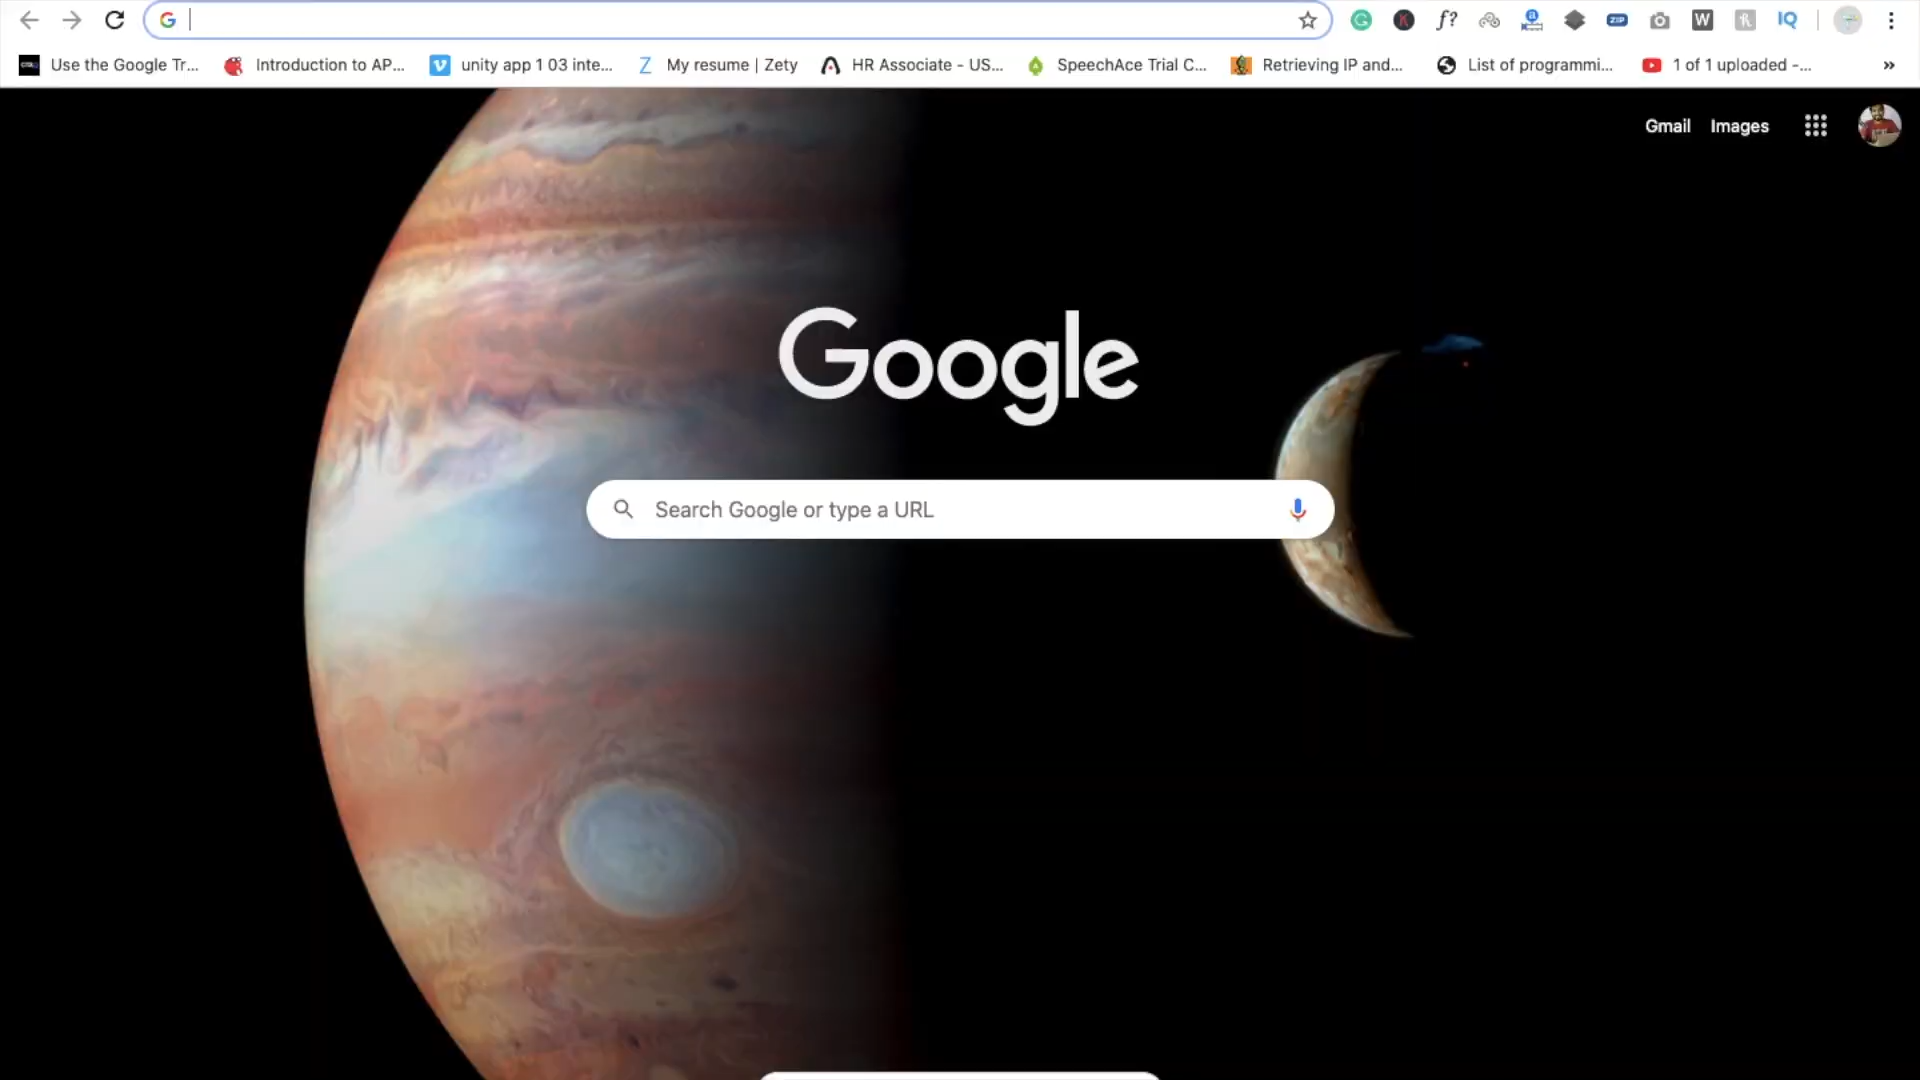 Use the Google Tr... Introduction to AP... unity app 1 03 inte... My resume | Zety HR Associate - US... SpeechAce Trial C... Retrieving IP and... List of programmi... 1 of 1 uploaded -... »
Gmail Images
Google
Search Google or type a URL